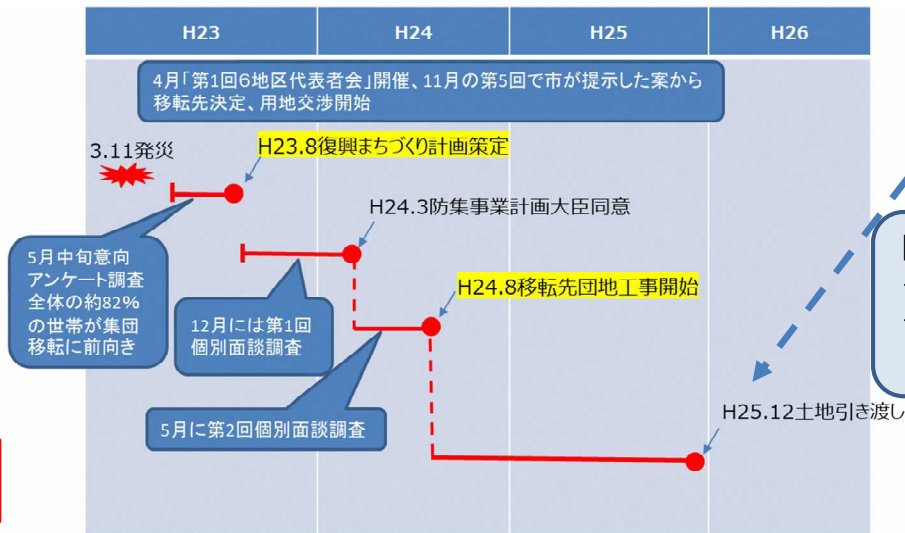 H23 H24 H25 H26
4月「第1回6地区代表者会」開催、11月の第5回で市が提示した案から
移転先決定、用地交渉開始
3.11発災
H23.8復興まちづくり計画策定
H24.3防集事業計画大臣同意
5月中旬意向
アンケート調査
全体の約82%
の世帯が集団
移転に前向き
12月には第1回
個別面談調査
H24.8移転先団地工事開始
5月に第2回個別面談調査
H25.12土地引き渡し